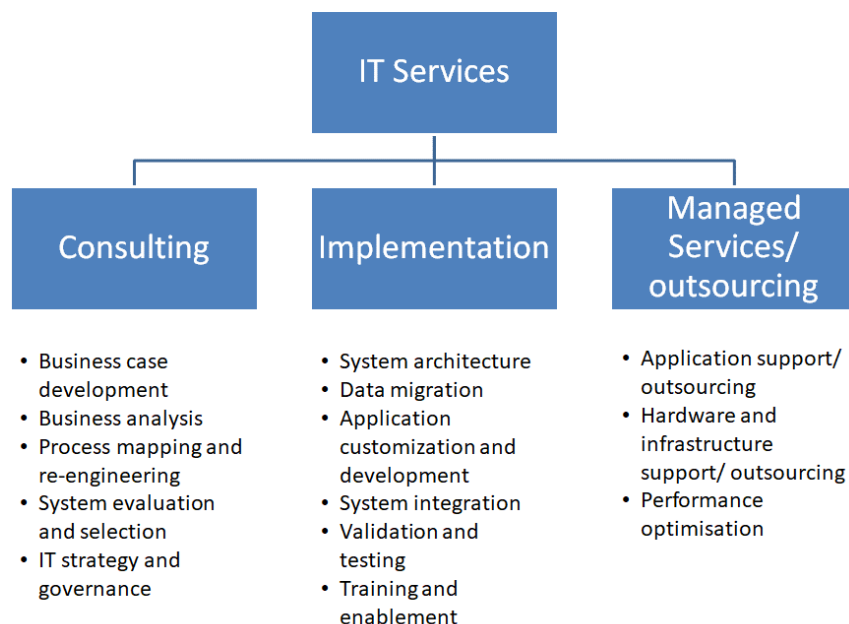 IT Services
Consulting
Implementation
Managed
Services/
outsourcing
• Business case
development
• Business analysis
• Process mapping and
re-engineering
• System evaluation
and selection
• IT strategy and
governance
• System architecture
• Data migration
• Application
customization and
development
• System integration
• Validation and
testing
• Training and
enablement
• Application support/
outsourcing
• Hardware and
infrastructure
support/ outsourcing
• Performance
optimisation